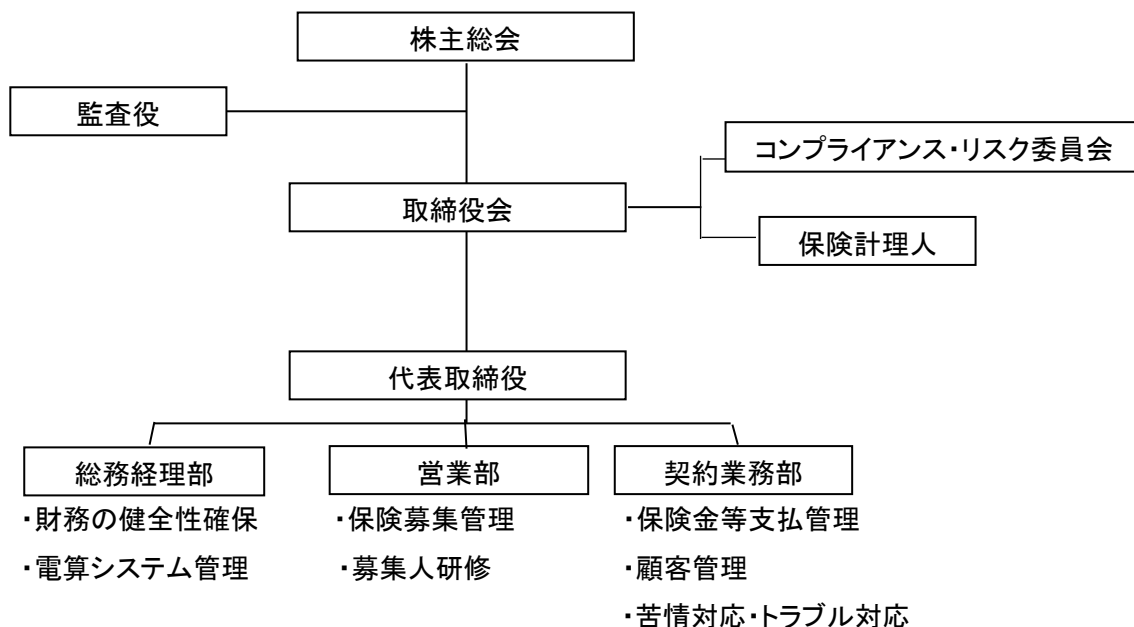 株主総会
監査役
コンプライアンス・リスク委員会
取締役会
保険計理人
代表取締役
総務経理部
・財務の健全性確保
・電算システム管理
営業部
・保険募集管理
・募集人研修
契約業務部
・保険金等支払管理
・顧客管理
・苦情対応・トラブル対応